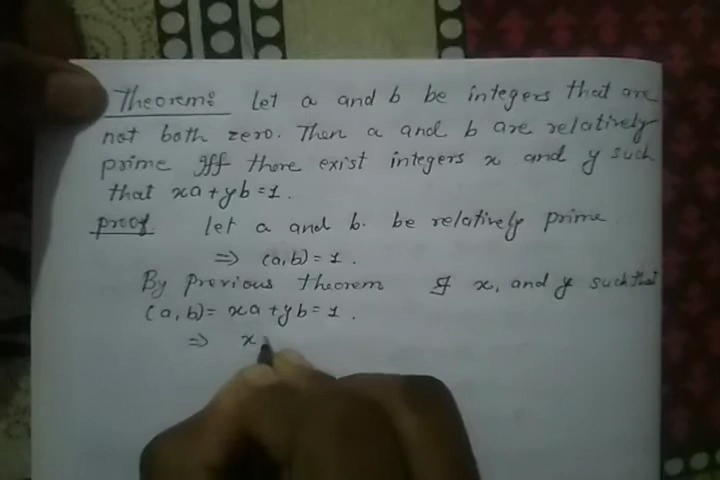 Theorem: Let a and b be integers that are
not both zero. Then a and b are relatively
prime iff there exist integers x and y such
that xa + yb = 1.
proof Let a and b. be relatively prime.
⇒ (a,b) = 1.
By previous theorem ∃ x, and y such that
(a,b) = xa + yb = 1.
⇒ x